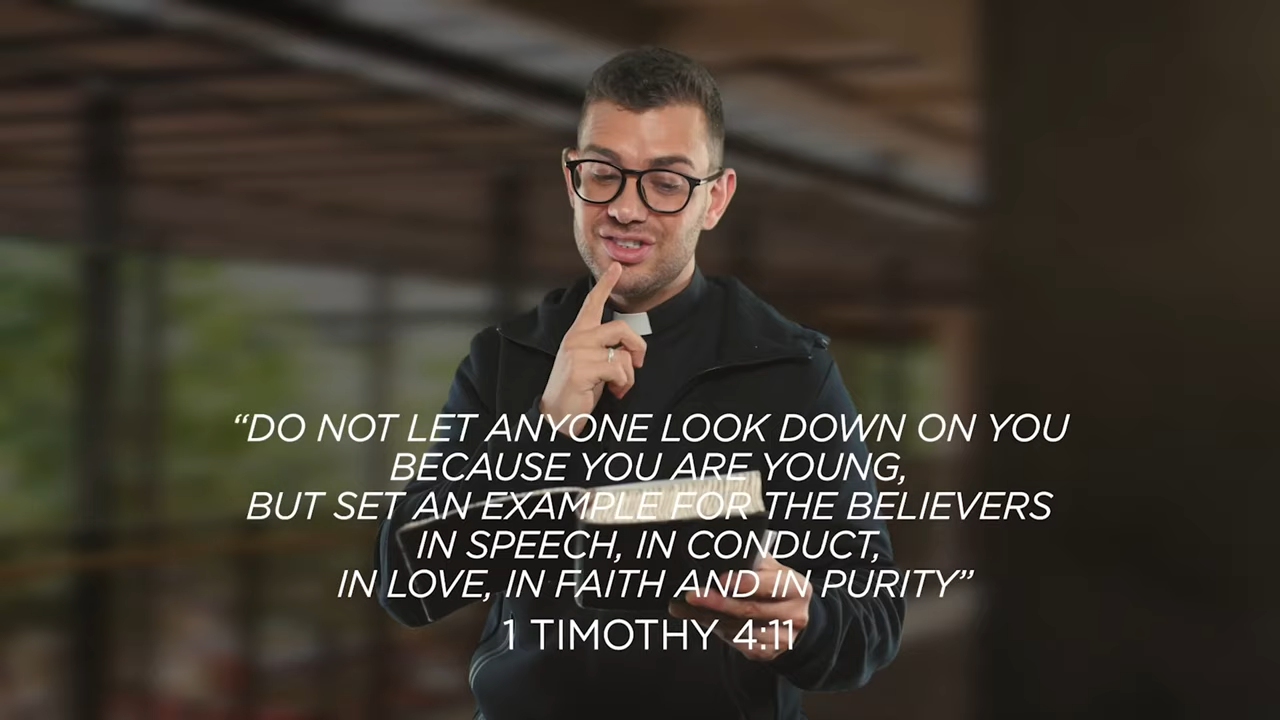 “DO NOT LET ANYONE LOOK DOWN ON YOU
BECAUSE YOU ARE YOUNG,
BUT SET AN EXAMPLE FOR THE BELIEVERS
IN SPEECH, IN CONDUCT,
IN LOVE, IN FAITH AND IN PURITY”
1 TIMOTHY 4:11